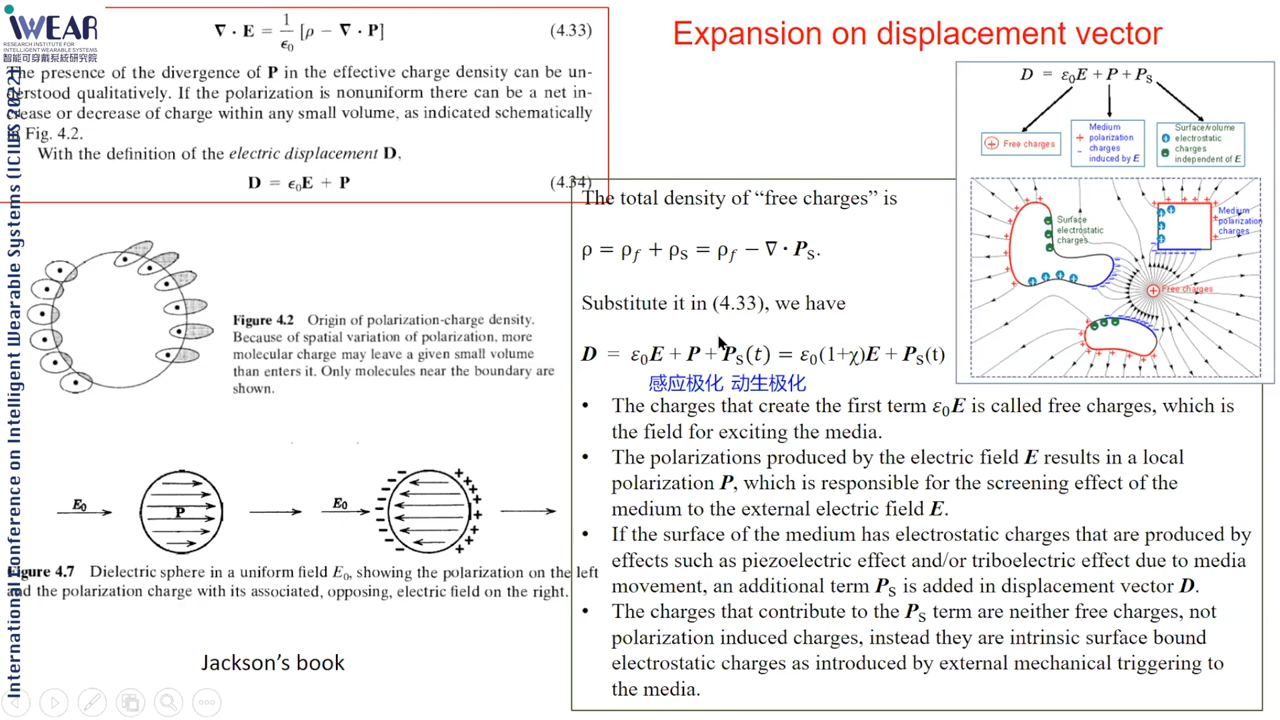 iWEAR
RESEARCH INSTITUTE FOR
INTELLIGENT WEARABLE SYSTEMS
智能可穿戴系統研究院
International Conference on Intelligent Wearable Systems (ICIWS 2022)
Expansion on displacement vector
∇ · E = 1/ϵ₀ [ρ − ∇ · P] (4.33)
The presence of the divergence of P in the effective charge density can be un-
derstood qualitatively. If the polarization is nonuniform there can be a net in-
crease or decrease of charge within any small volume, as indicated schematically
in Fig. 4.2.
With the definition of the electric displacement D,
D = ϵ₀E + P (4.34)
Figure 4.2 Origin of polarization-charge density.
Because of spatial variation of polarization, more
molecular charge may leave a given small volume
than enters it. Only molecules near the boundary are
shown.
E₀
P
E₀
Figure 4.7 Dielectric sphere in a uniform field E₀, showing the polarization on the left
and the polarization charge with its associated, opposing, electric field on the right.
Jackson’s book
D = ε₀E + P + Pₛ
Free charges
Medium
polarization
charges
induced by E
Surface/volume
electrostatic
charges
independent of E
Surface
electrostatic
charges
Medium
polarization
charges
Free charges
The total density of “free charges” is
ρ = ρf + ρₛ = ρf − ∇ · Pₛ.
Substitute it in (4.33), we have
D = ε₀E + P + Pₛ(t) = ε₀(1+χ)E + Pₛ(t)
感应极化 动生极化
• The charges that create the first term ε₀E is called free charges, which is
the field for exciting the media.
• The polarizations produced by the electric field E results in a local
polarization P, which is responsible for the screening effect of the
medium to the external electric field E.
• If the surface of the medium has electrostatic charges that are produced by
effects such as piezoelectric effect and/or triboelectric effect due to media
movement, an additional term Pₛ is added in displacement vector D.
• The charges that contribute to the Pₛ term are neither free charges, not
polarization induced charges, instead they are intrinsic surface bound
electrostatic charges as introduced by external mechanical triggering to
the media.